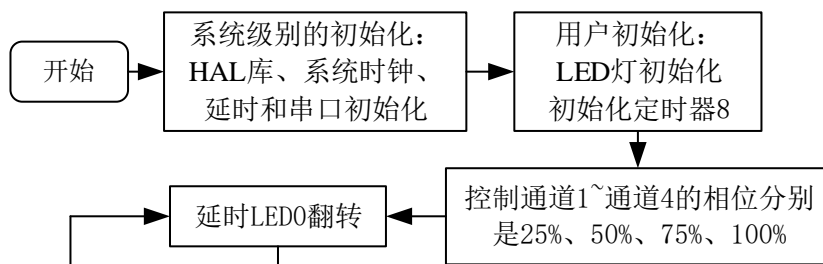 开始
系统级别的初始化：
HAL库、系统时钟、
延时和串口初始化
用户初始化：
LED灯初始化
初始化定时器8
控制通道1~通道4的相位分别
是25%、50%、75%、100%
延时LED0翻转